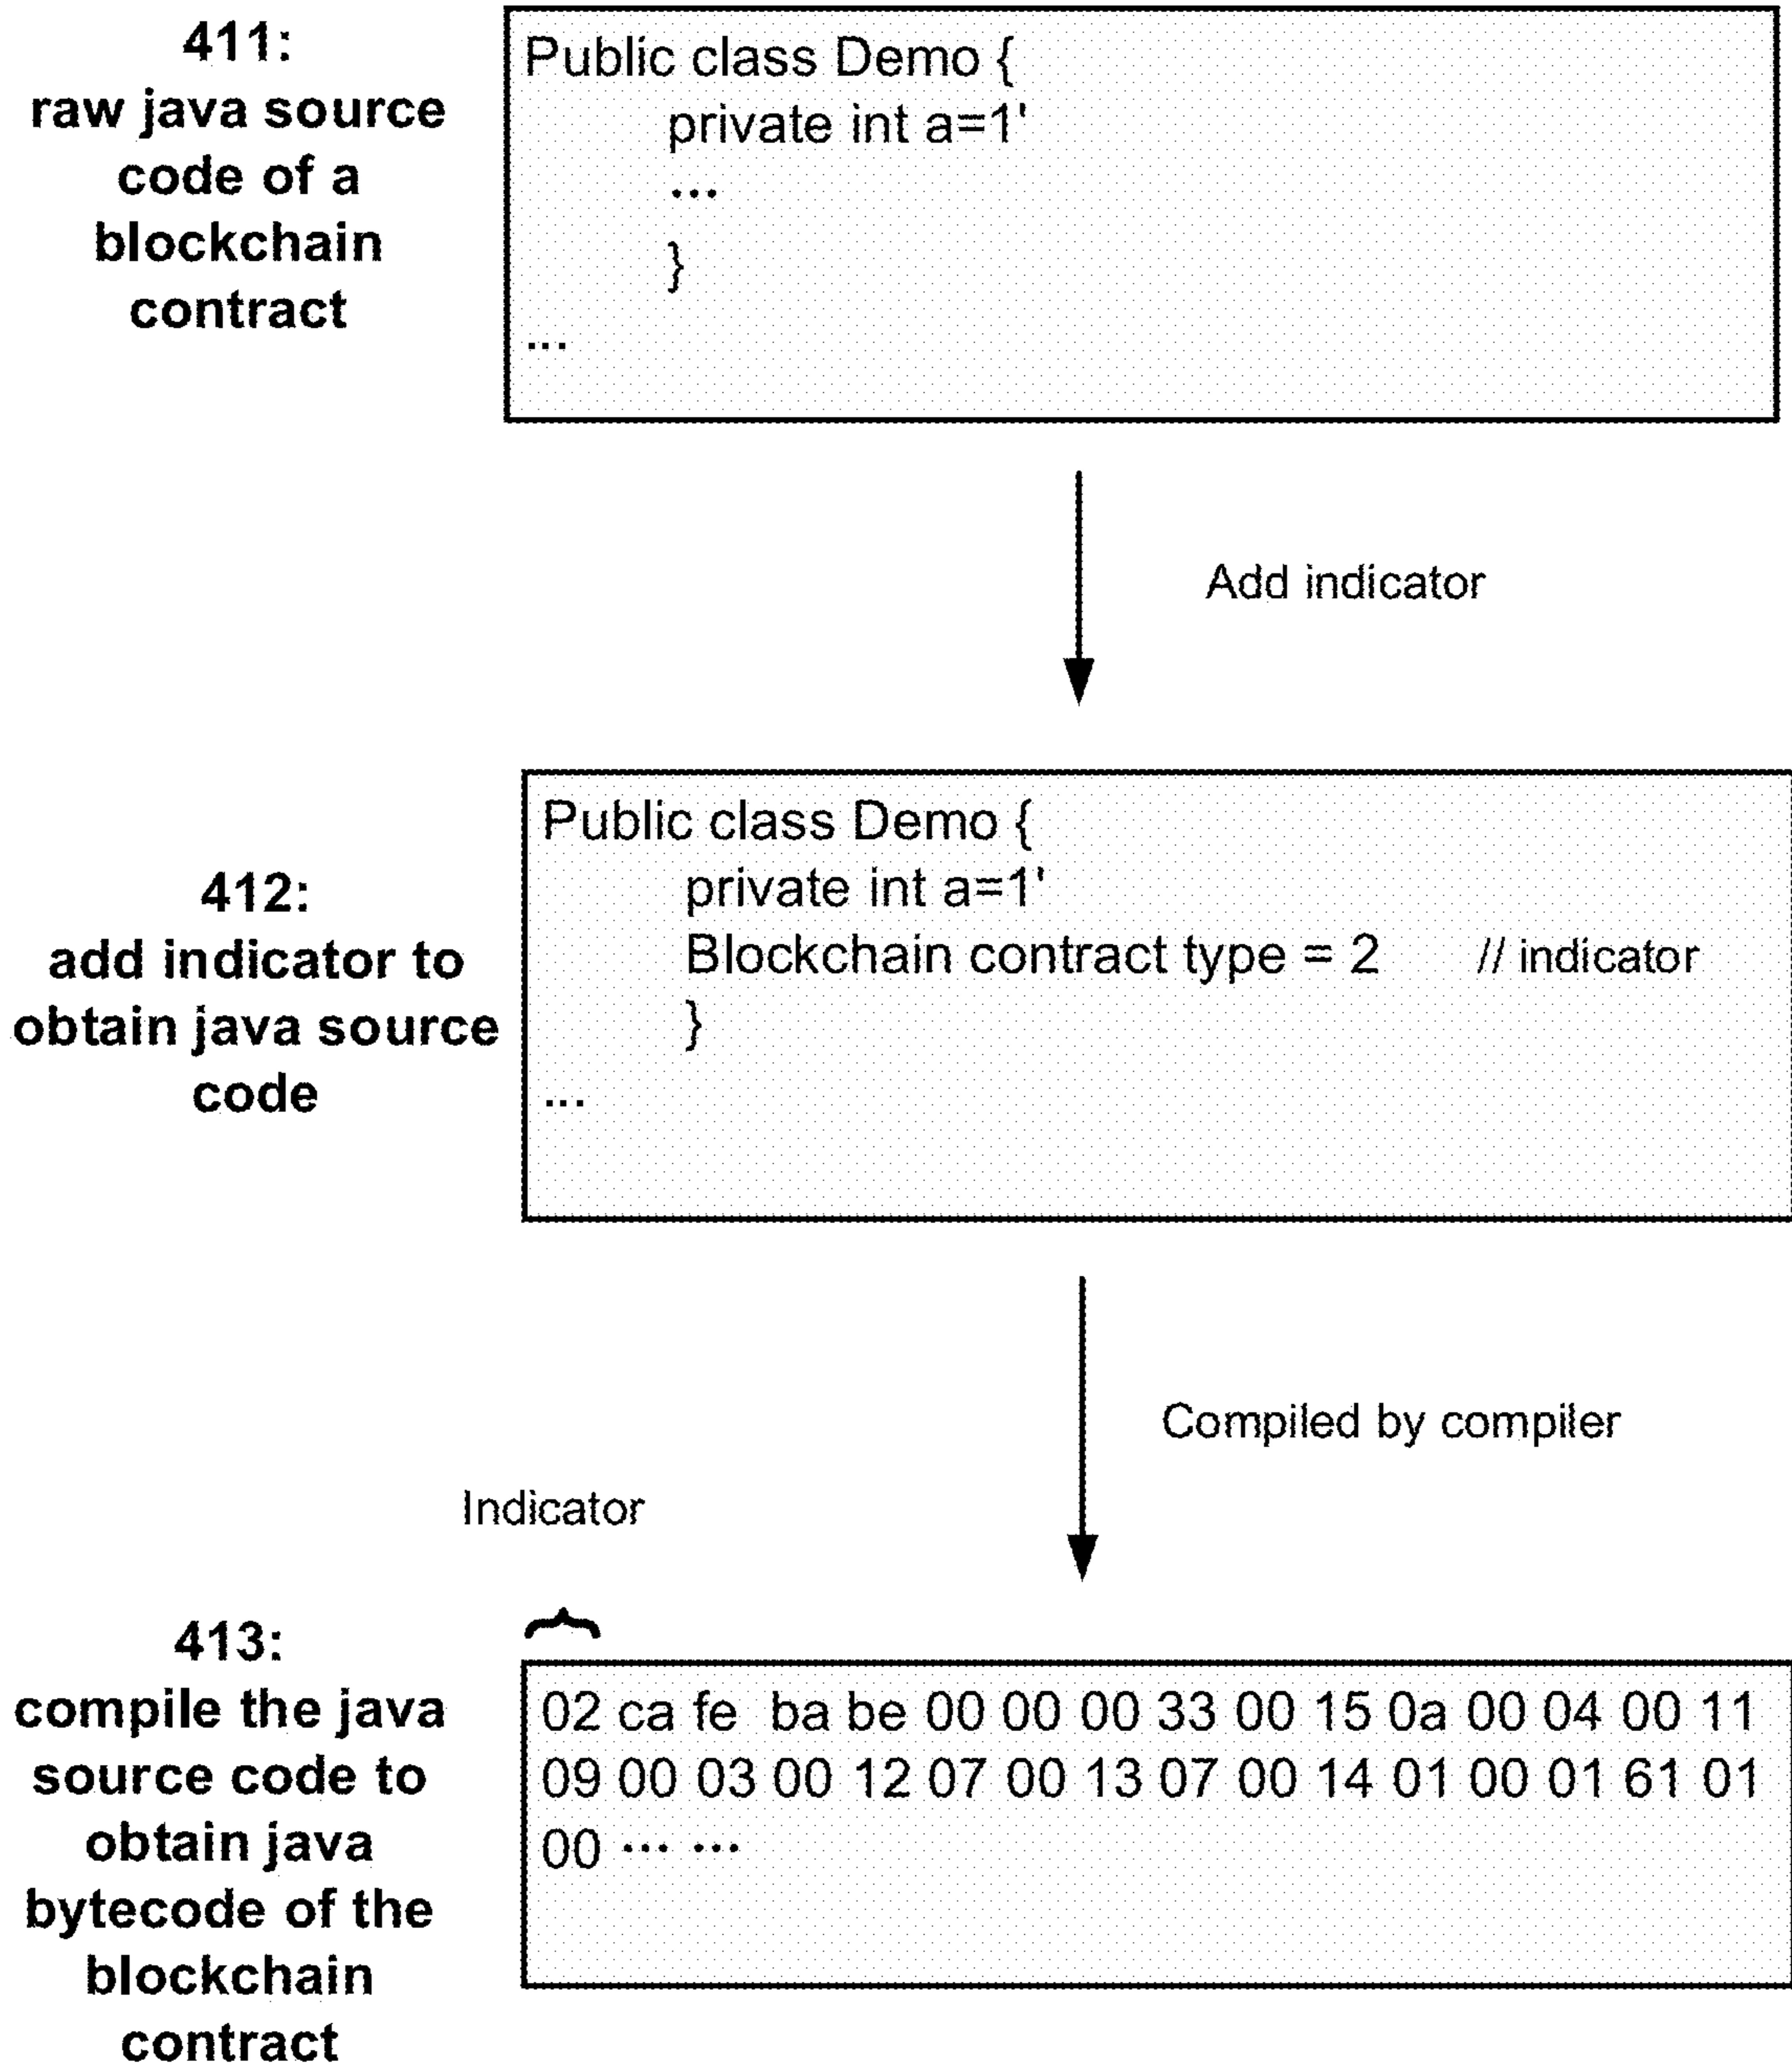 411:
raw java source
code of a
blockchain
contract
Public class Demo {
private int a=1'
...
}
...
Add indicator
412:
add indicator to
obtain java source
code
Public class Demo {
private int a=1'
Blockchain contract type = 2 // indicator
}
...
Compiled by compiler
Indicator
413:
compile the java
source code to
obtain java
bytecode of the
blockchain
contract
02 ca fe ba be 00 00 00 33 00 15 0a 00 04 00 11
09 00 03 00 12 07 00 13 07 00 14 01 00 01 61 01
00 ... ...